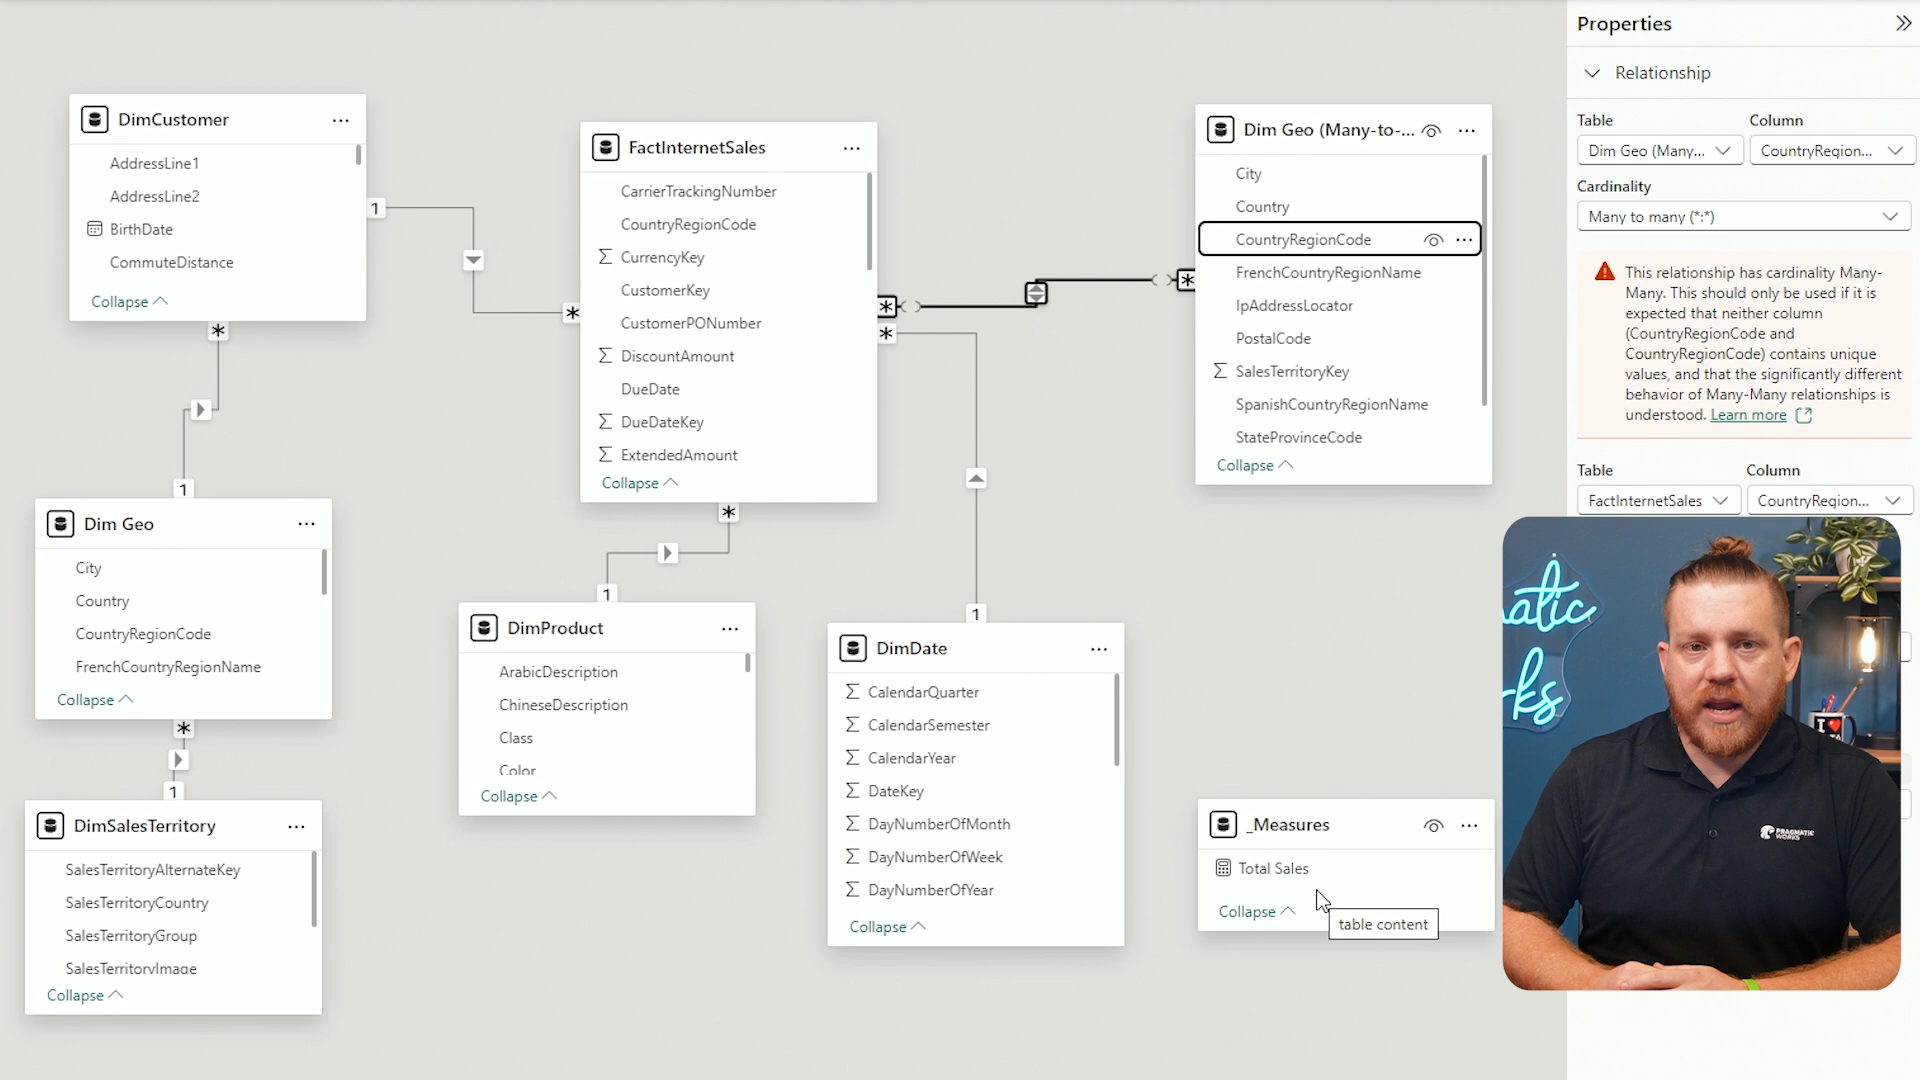 DimCustomer
AddressLine1
AddressLine2
BirthDate
CommuteDistance
Collapse
1
*
*
1
Dim Geo
City
Country
CountryRegionCode
FrenchCountryRegionName
Collapse
*
1
DimSalesTerritory
SalesTerritoryAlternateKey
SalesTerritoryCountry
SalesTerritoryGroup
SalesTerritoryImage
Collapse
FactInternetSales
CarrierTrackingNumber
CountryRegionCode
CurrencyKey
CustomerKey
CustomerPONumber
DiscountAmount
DueDate
DueDateKey
ExtendedAmount
Collapse
*
*
*
1
DimProduct
ArabicDescription
ChineseDescription
Class
Color
Collapse
1
DimDate
CalendarQuarter
CalendarSemester
CalendarYear
DateKey
DayNumberOfMonth
DayNumberOfWeek
DayNumberOfYear
Collapse
*
Dim Geo (Many-to-...
City
Country
CountryRegionCode
FrenchCountryRegionName
IpAddressLocator
PostalCode
SalesTerritoryKey
SpanishCountryRegionName
StateProvinceCode
Collapse
_Measures
Total Sales
Collapse
table content
Properties
Relationship
Table Column
Dim Geo (Many... CountryRegion...
Cardinality
Many to many (*:*)
This relationship has cardinality Many-
Many. This should only be used if it is
expected that neither column
(CountryRegionCode and
CountryRegionCode) contains unique
values, and that the significantly different
behavior of Many-Many relationships is
understood. Learn more
Table Column
FactInternetSales CountryRegion...
atic
rks
PRAGMATIC
WORKS